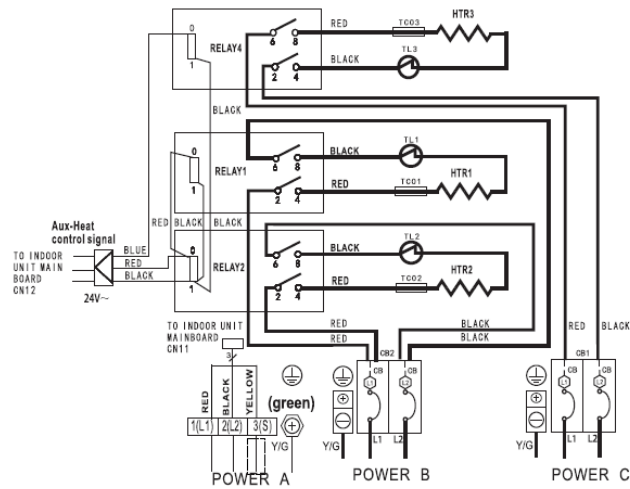 RED
TCO3
HTR3
0
RELAY4
6
8
1
2
4
BLACK
TL3
BLACK
0
RELAY1
6
8
BLACK
TL1
1
2
4
RED
TCO1
HTR1
RED
BLACK
BLACK
Aux-Heat
control signal
TO INDOOR
UNIT MAIN
BOARD
CN12
24V~
BLUE
RED
BLACK
0
RELAY2
1
6
8
BLACK
TL2
2
4
RED
TCO2
HTR2
TO INDOOR UNIT
MAINBOARD
CN11
3
RED
RED
BLACK
BLACK
RED
BLACK
CB2
CB
CB
L1
L2
CB1
CB
CB
L1
L2
RED
BLACK
YELLOW
(green)
1(L1)
2(L2)
3(S)
Y/G
Y/G
L1
L2
Y/G
L1
L2
POWER A
POWER B
POWER C